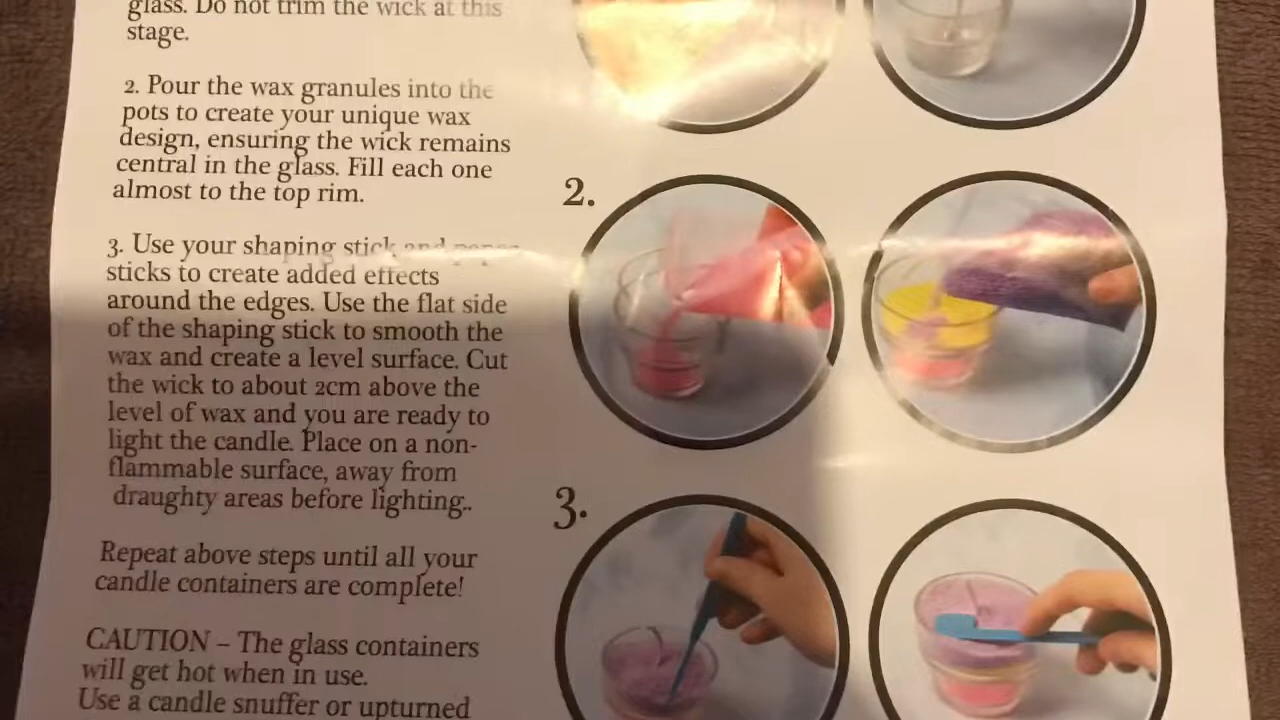 glass. Do not trim the wick at this
stage.
2. Pour the wax granules into the
pots to create your unique wax
design, ensuring the wick remains
central in the glass. Fill each one
almost to the top rim.
3. Use your shaping stick and
sticks to create added effects
around the edges. Use the flat side
of the shaping stick to smooth the
wax and create a level surface. Cut
the wick to about 2cm above the
level of wax and you are ready to
light the candle. Place on a non-
flammable surface, away from
draughty areas before lighting..
Repeat above steps until all your
candle containers are complete!
CAUTION – The glass containers
will get hot when in use.
Use a candle snuffer or upturned
2.
3.